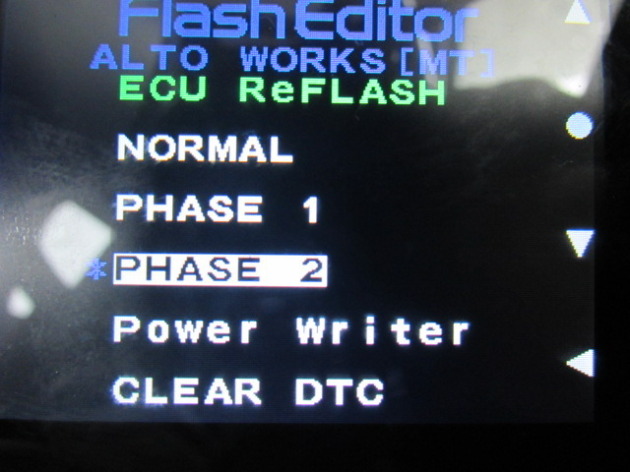 FlashEditor
ALTO WORKS[MT]
ECU ReFLASH
NORMAL
PHASE 1
*PHASE 2
Power Writer
CLEAR DTC